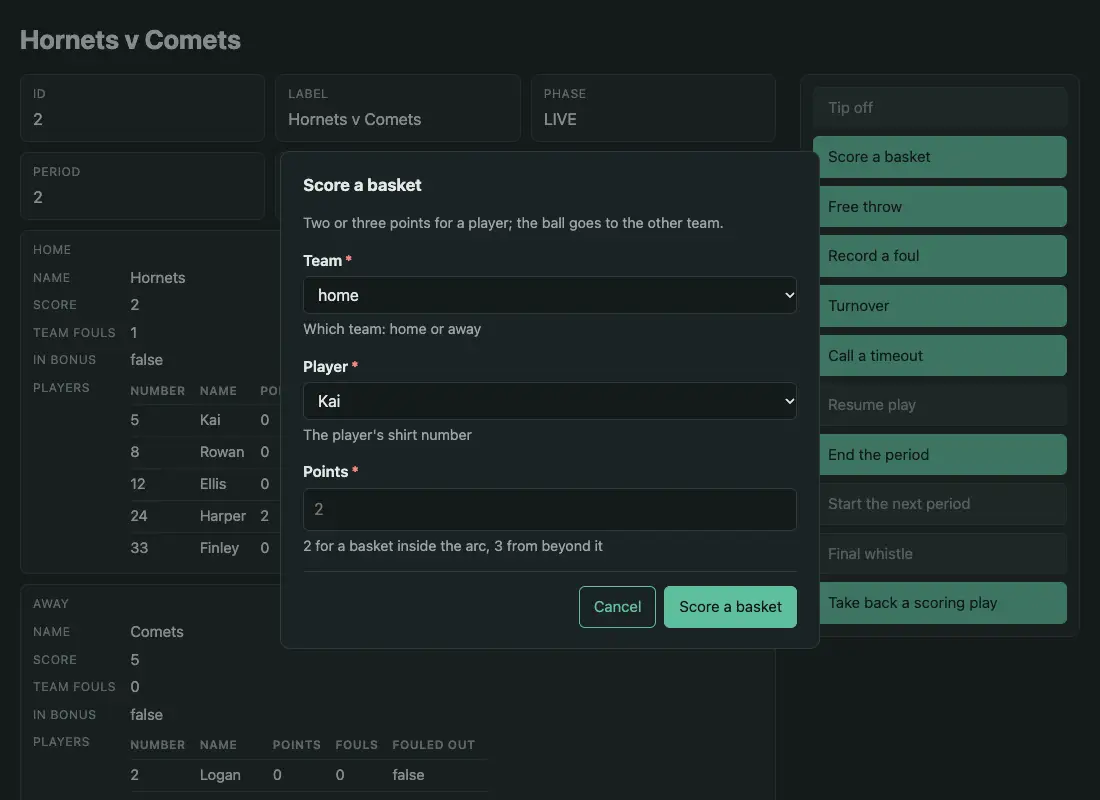 Hornets v Comets
ID
2
LABEL
Hornets v Comets
PHASE
LIVE
PERIOD
2
HOME
NAME Hornets
SCORE 2
TEAM FOULS 1
IN BONUS false
PLAYERS
NUMBER NAME
5 Kai 0
8 Rowan 0
12 Ellis 0
24 Harper 2
33 Finley 0
AWAY
NAME Comets
SCORE 5
TEAM FOULS 0
IN BONUS false
PLAYERS
NUMBER NAME POINTS FOULS FOULED OUT
2 Logan 0 0 false
Score a basket
Two or three points for a player; the ball goes to the other team.
Team *
home
Which team: home or away
Player *
Kai
The player's shirt number
Points *
2
2 for a basket inside the arc, 3 from beyond it
Cancel
Score a basket
Tip off
Score a basket
Free throw
Record a foul
Turnover
Call a timeout
Resume play
End the period
Start the next period
Final whistle
Take back a scoring play